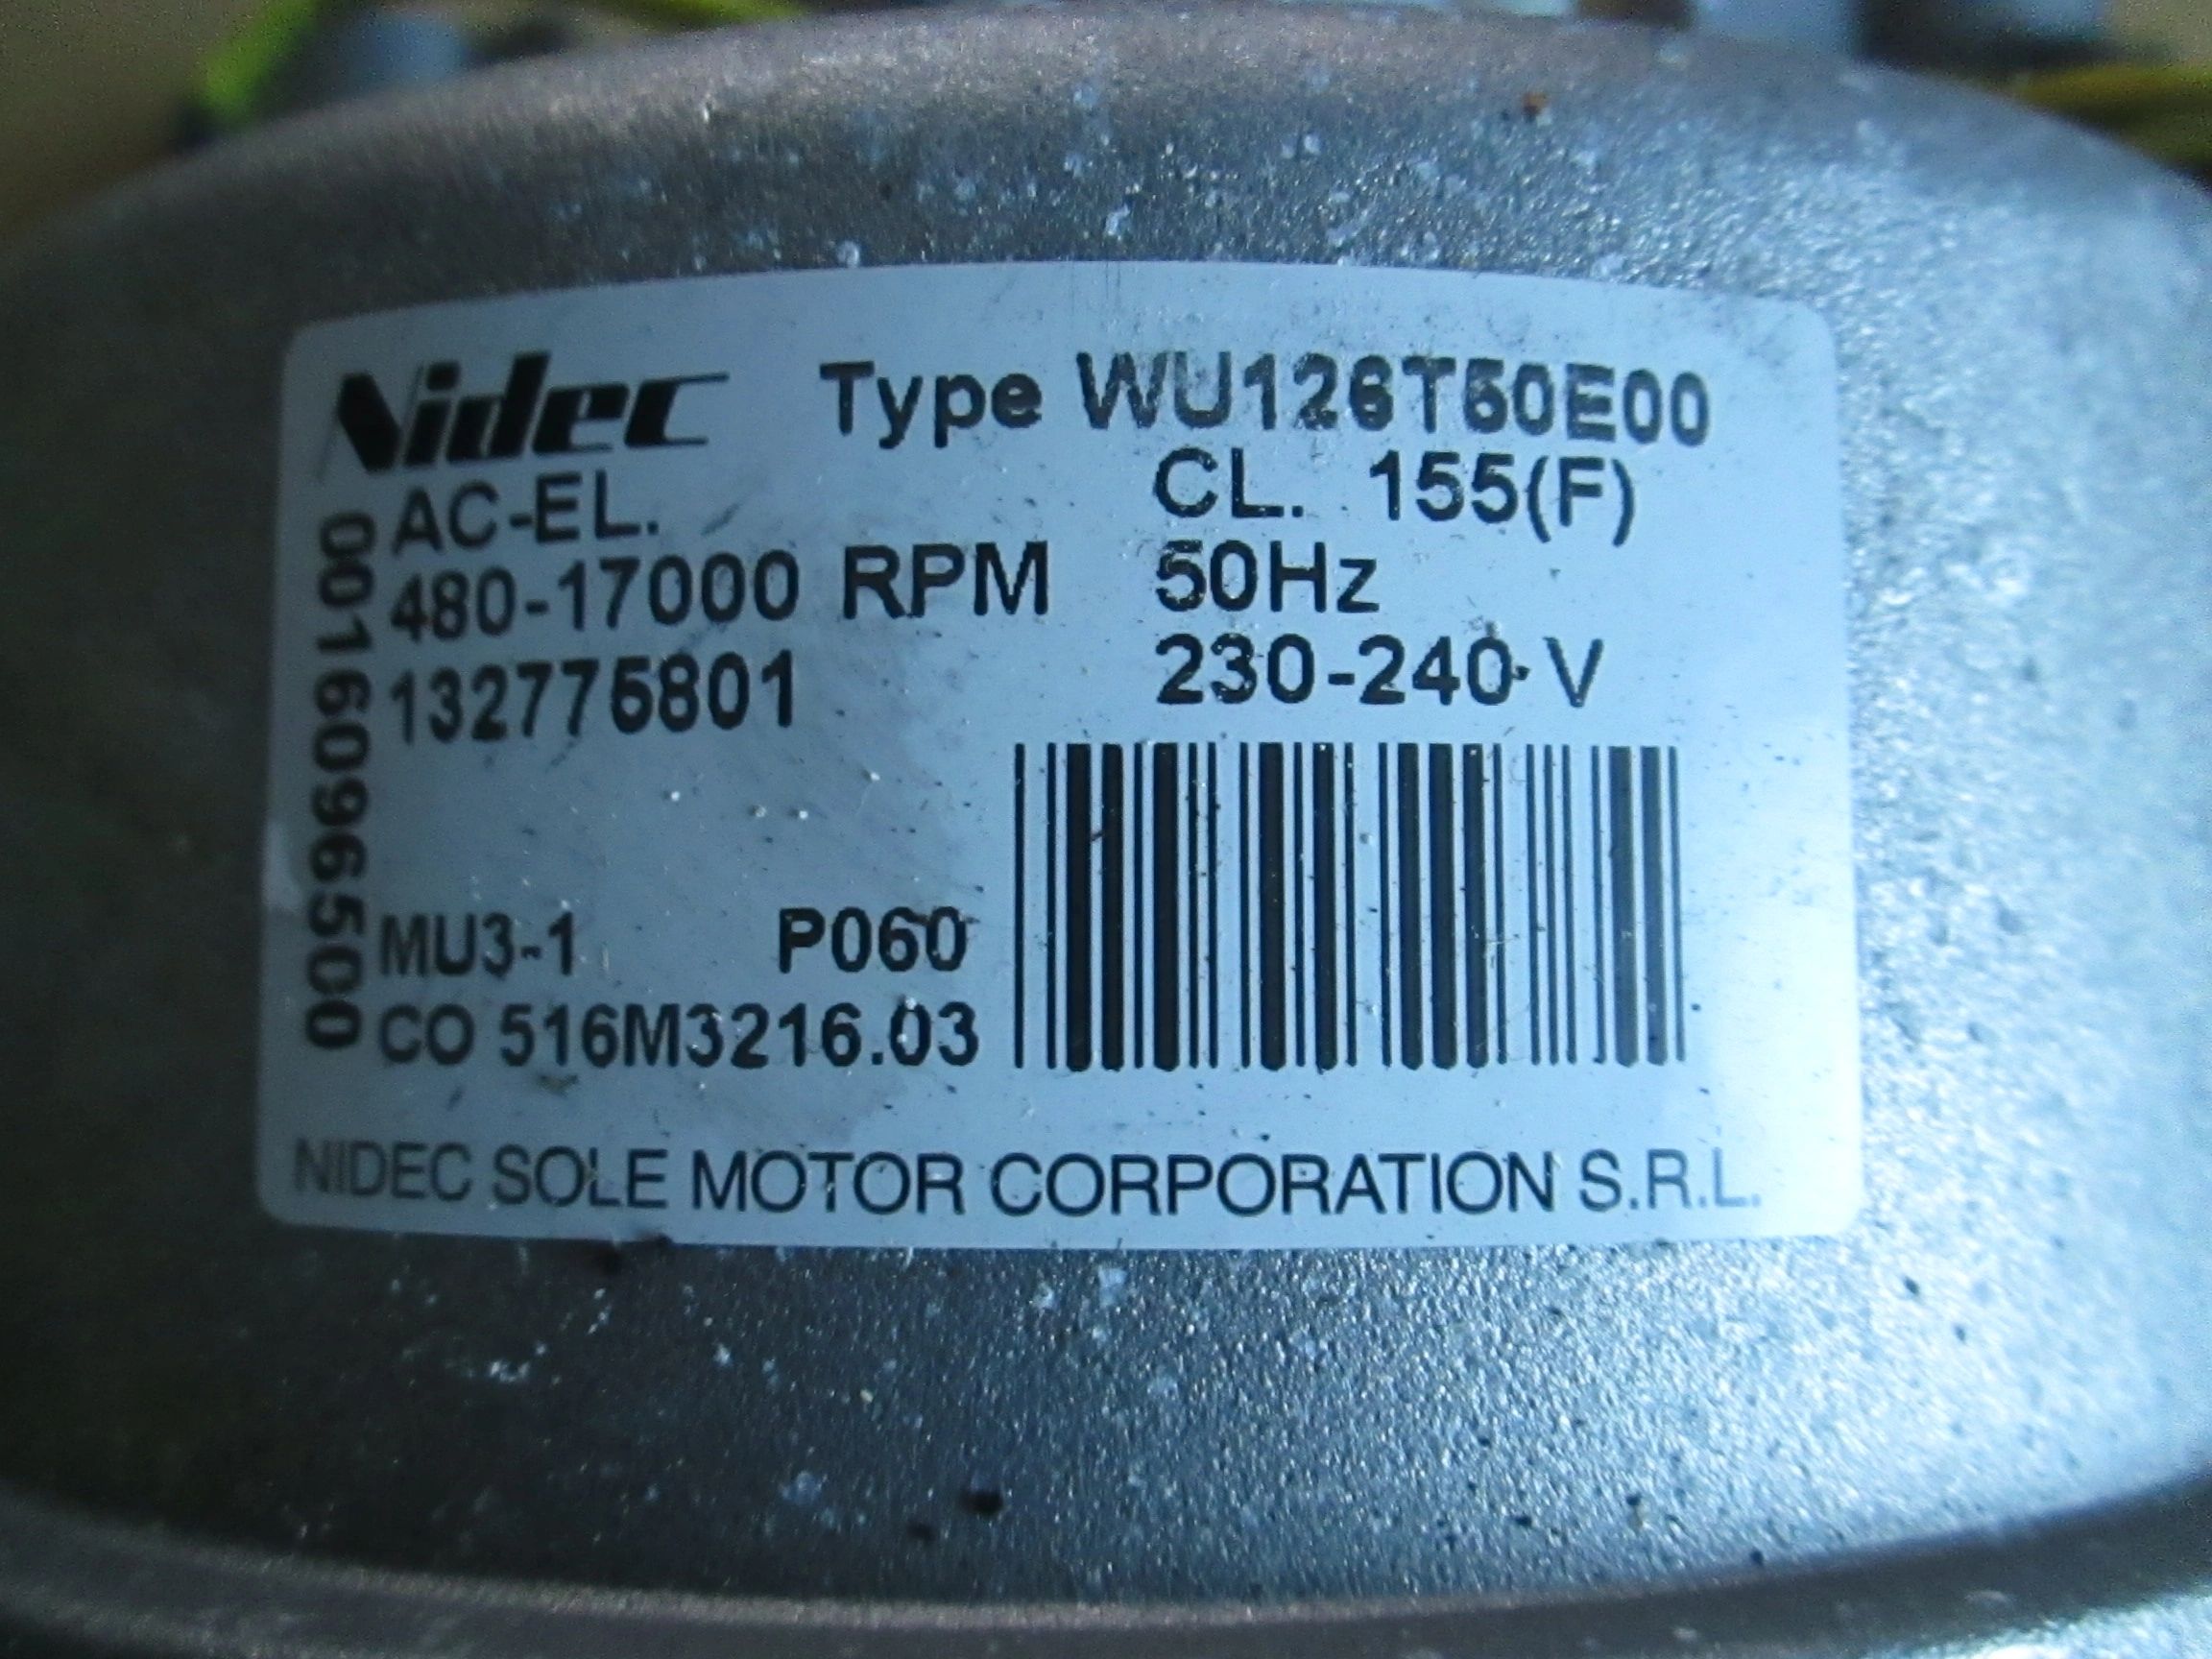 Nidec Type WU126T50E00
AC-EL. CL. 155(F)
480-17000 RPM 50Hz
132775801 230-240 V
00160996500
MU3-1 P060
CO 516M3216.03
NIDEC SOLE MOTOR CORPORATION S.R.L.